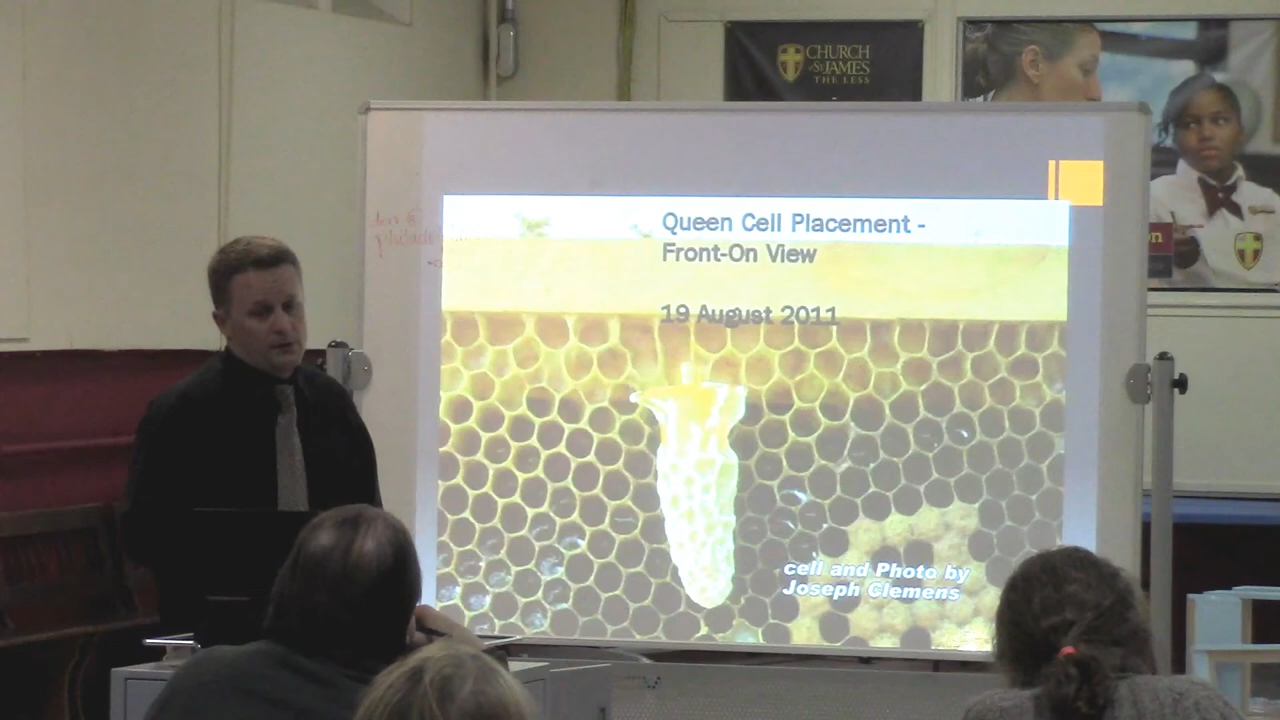 CHURCH
of ST. JAMES
THE LESS
Queen Cell Placement -
Front-On View
19 August 2011
cell and Photo by
Joseph Clemens